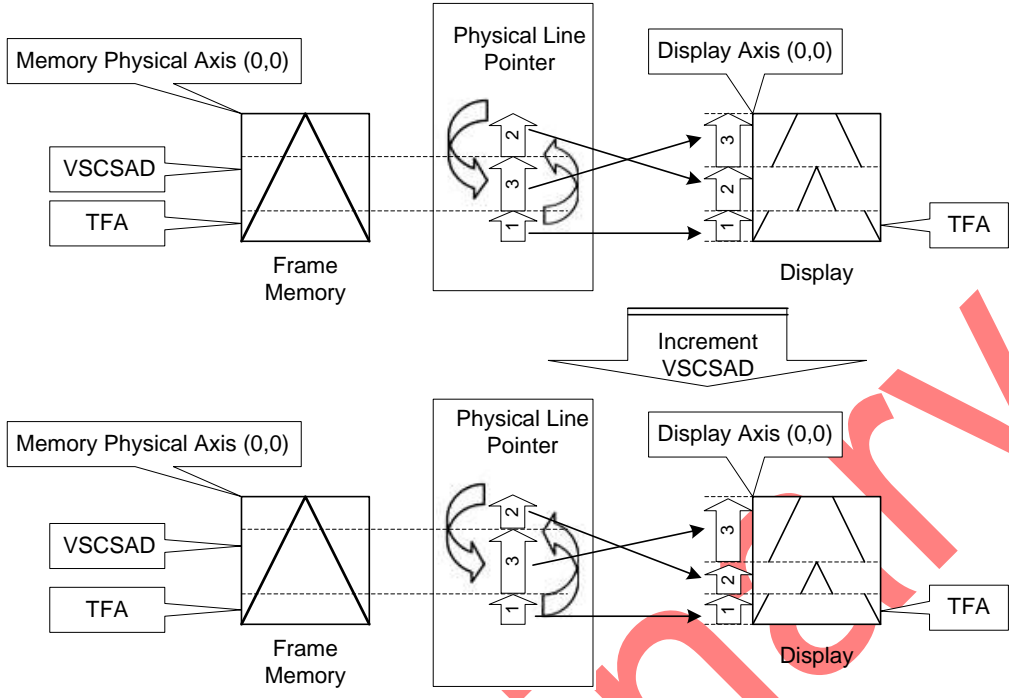 Physical Line
Pointer
Memory Physical Axis (0,0)
Display Axis (0,0)
VSCSAD
TFA
2
3
1
3
2
1
TFA
Frame
Memory
Display
Increment
VSCSAD
Physical Line
Pointer
Memory Physical Axis (0,0)
Display Axis (0,0)
VSCSAD
TFA
2
3
1
3
2
1
TFA
Frame
Memory
Display